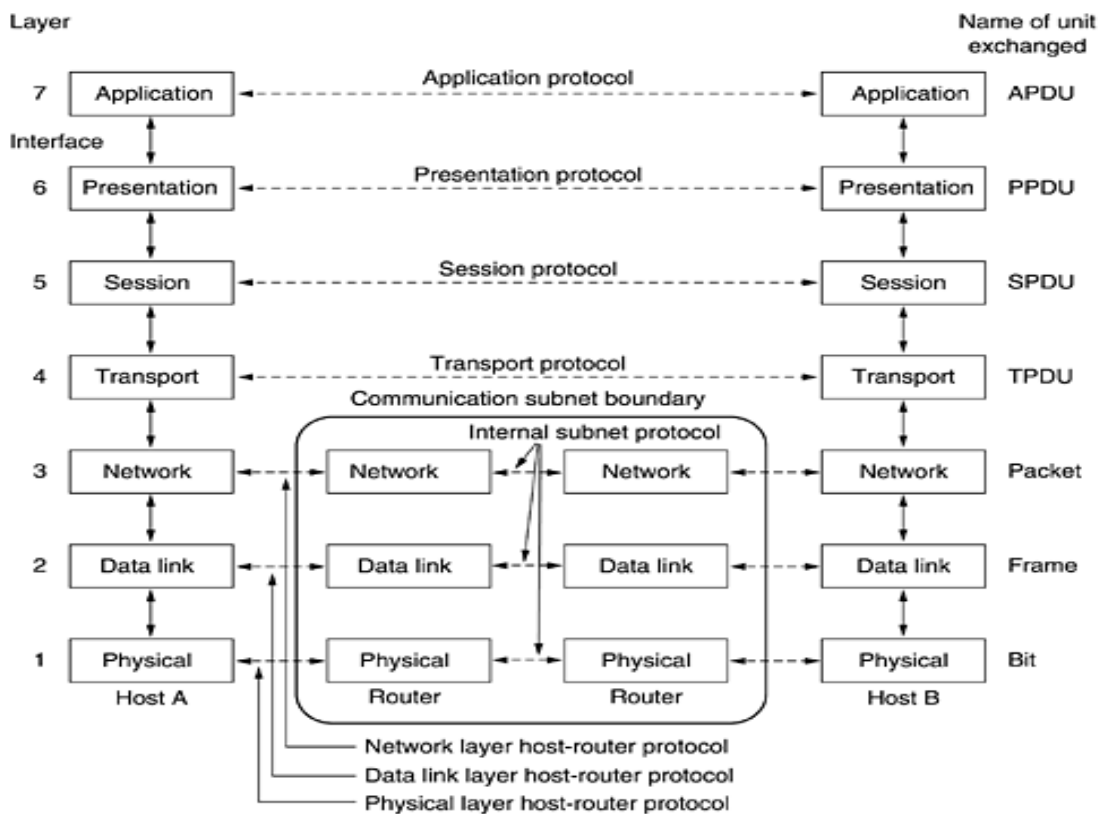 Layer
Name of unit
exchanged
Application protocol
7 Application Application APDU
Interface
Presentation protocol
6 Presentation Presentation PPDU
Session protocol
5 Session Session SPDU
Transport protocol
4 Transport Transport TPDU
Communication subnet boundary
Internal subnet protocol
3 Network Network Network Network Packet
2 Data link Data link Data link Data link Frame
1 Physical Physical Physical Physical Bit
Host A Router Router Host B
Network layer host-router protocol
Data link layer host-router protocol
Physical layer host-router protocol